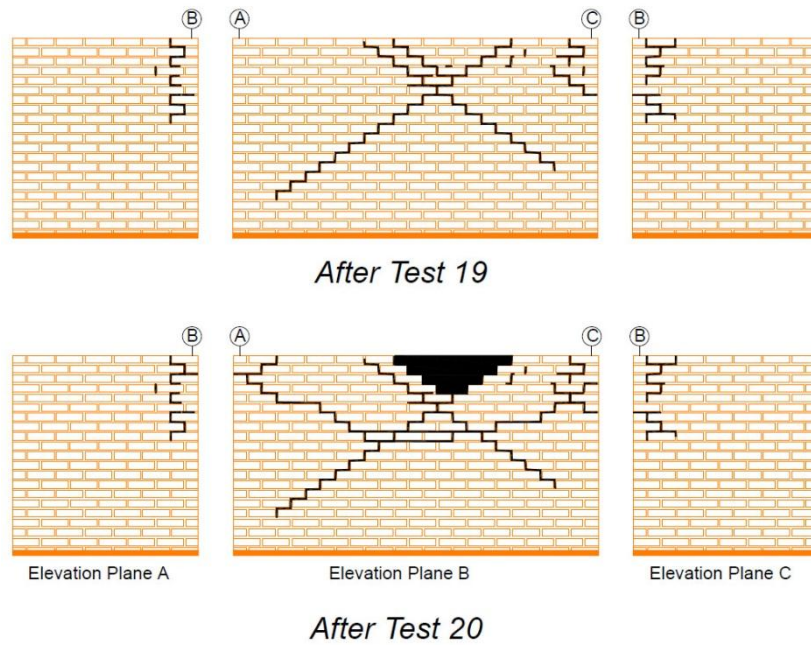 B A C B
After Test 19
B A C B
Elevation Plane A Elevation Plane B Elevation Plane C
After Test 20